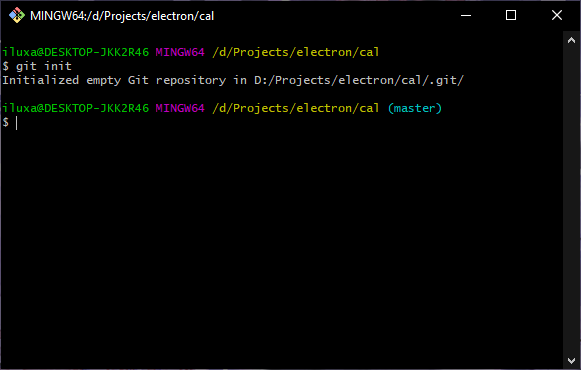 MINGW64:/d/Projects/electron/cal
iluxa@DESKTOP-JKK2R46 MINGW64 /d/Projects/electron/cal
$ git init
Initialized empty Git repository in D:/Projects/electron/cal/.git/
iluxa@DESKTOP-JKK2R46 MINGW64 /d/Projects/electron/cal (master)
$